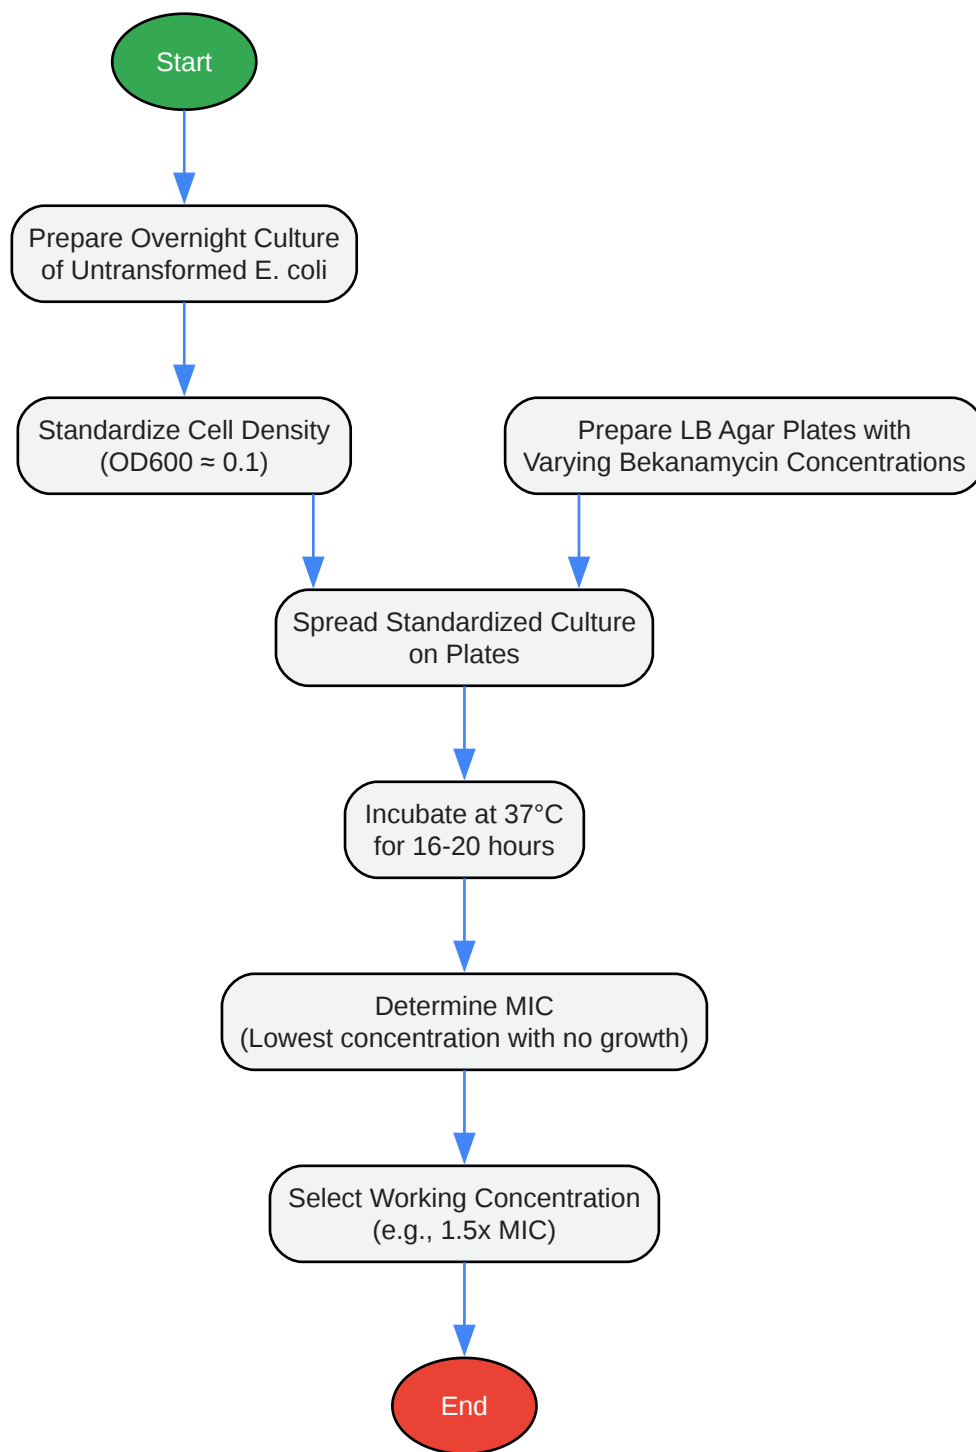 Start
Prepare Overnight Culture
of Untransformed E. coli
Standardize Cell Density
(OD600 ≈ 0.1)
Prepare LB Agar Plates with
Varying Bekanamycin Concentrations
Spread Standardized Culture
on Plates
Incubate at 37°C
for 16-20 hours
Determine MIC
(Lowest concentration with no growth)
Select Working Concentration
(e.g., 1.5x MIC)
End